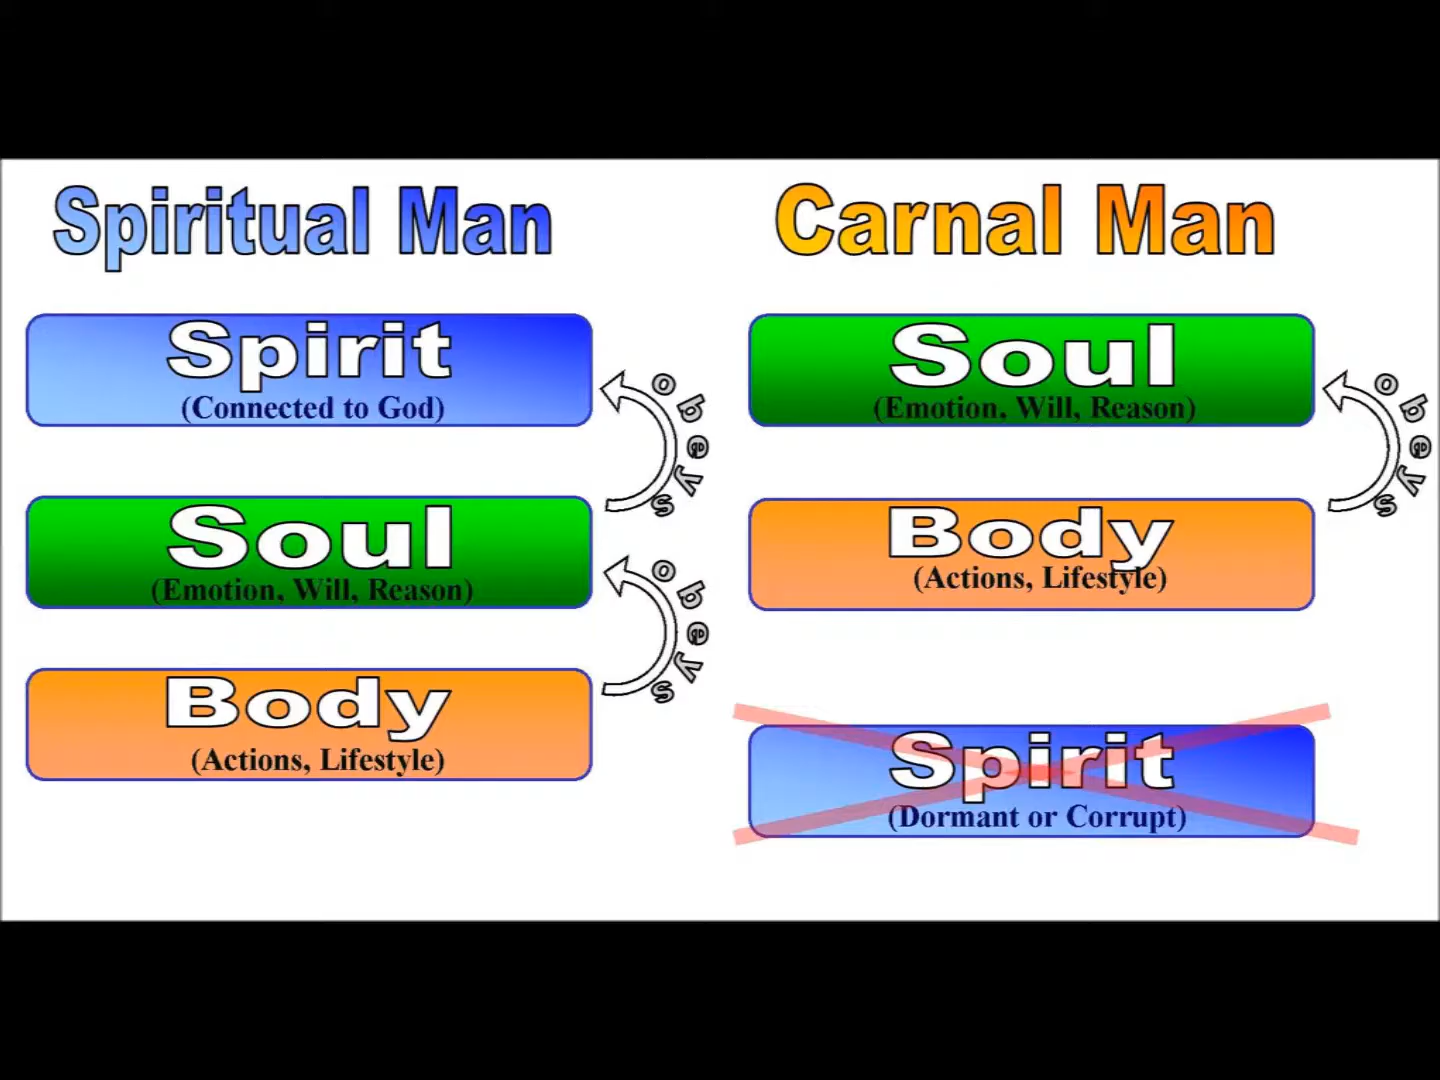 Spiritual Man
Spirit
(Connected to God)
obeys
Soul
(Emotion, Will, Reason)
obeys
Body
(Actions, Lifestyle)
Carnal Man
Soul
(Emotion, Will, Reason)
obeys
Body
(Actions, Lifestyle)
Spirit
(Dormant or Corrupt)